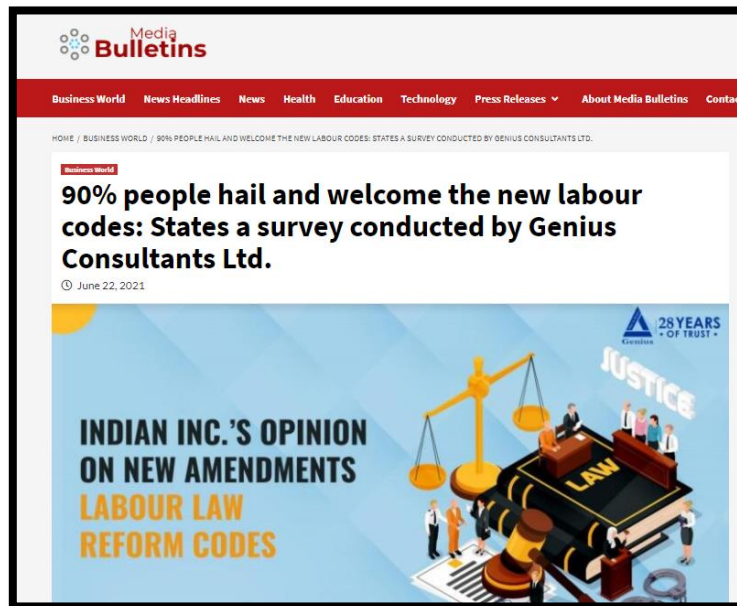 Media
Bulletins
Business World News Headlines News Health Education Technology Press Releases About Media Bulletins Contac
HOME / BUSINESS WORLD / 90% PEOPLE HAIL AND WELCOME THE NEW LABOUR CODES: STATES A SURVEY CONDUCTED BY GENIUS CONSULTANTS LTD.
Business World
90% people hail and welcome the new labour
codes: States a survey conducted by Genius
Consultants Ltd.
June 22, 2021
Genius
28 YEARS
• OF TRUST •
JUSTICE
INDIAN INC.'S OPINION
ON NEW AMENDMENTS
LABOUR LAW
REFORM CODES
LAW